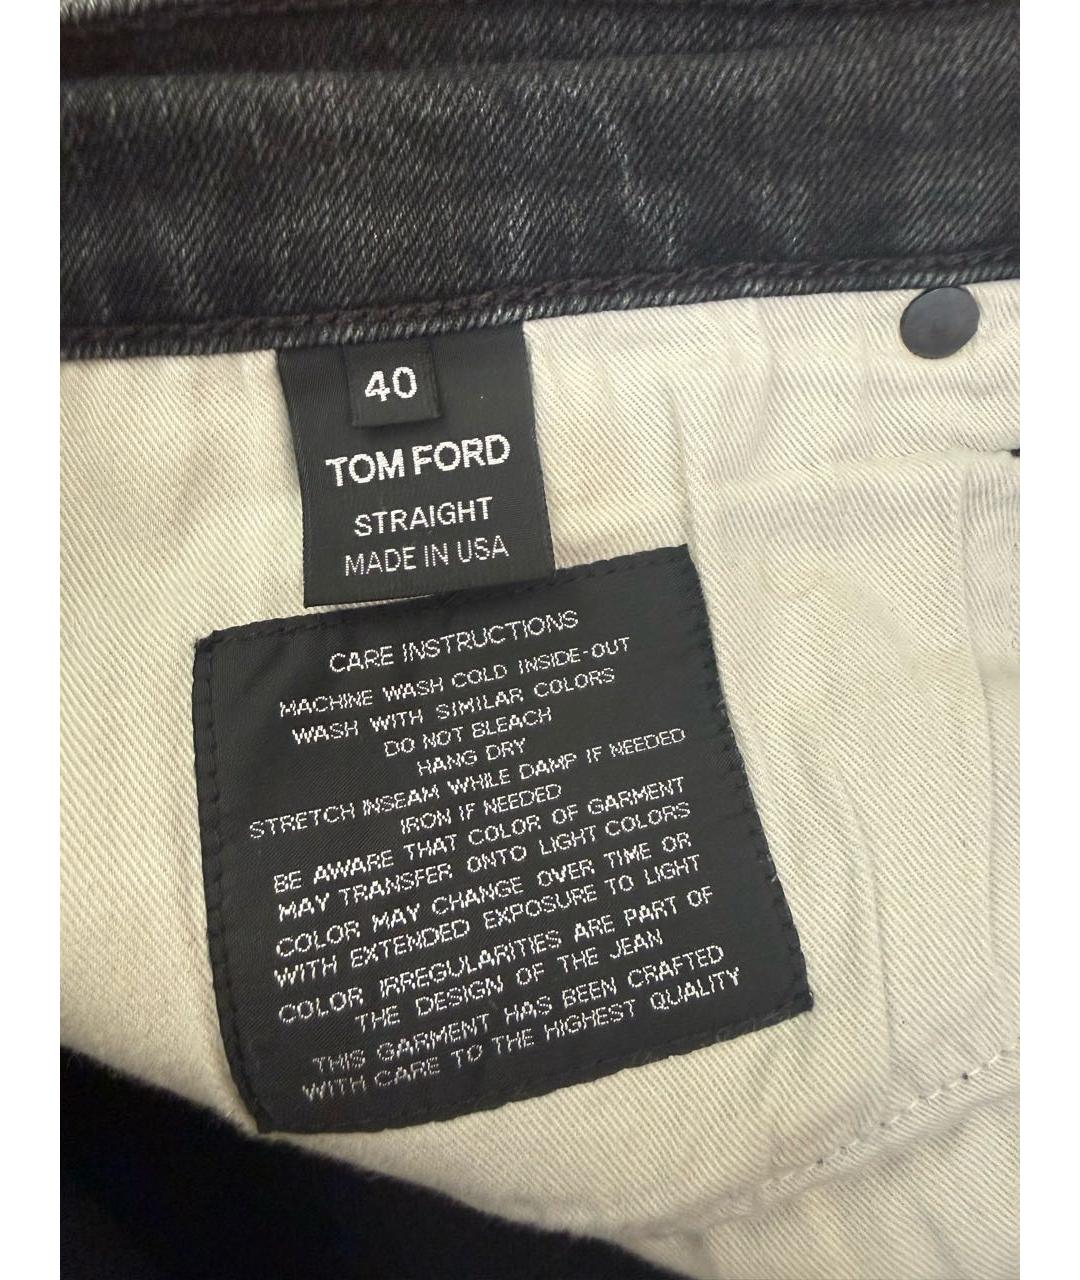 40
TOM FORD
STRAIGHT
MADE IN USA
CARE INSTRUCTIONS
MACHINE WASH COLD INSIDE-OUT
WASH WITH SIMILAR COLORS
DO NOT BLEACH
HANG DRY
STRETCH INSEAM WHILE DAMP IF NEEDED
IRON IF NEEDED
BE AWARE THAT COLOR OF GARMENT
MAY TRANSFER ONTO LIGHT COLORS
COLOR MAY CHANGE OVER TIME OR
WITH EXTENDED EXPOSURE TO LIGHT
COLOR IRREGULARITIES ARE PART OF
THE DESIGN OF THE JEAN
THIS GARMENT HAS BEEN CRAFTED
WITH CARE TO THE HIGHEST QUALITY